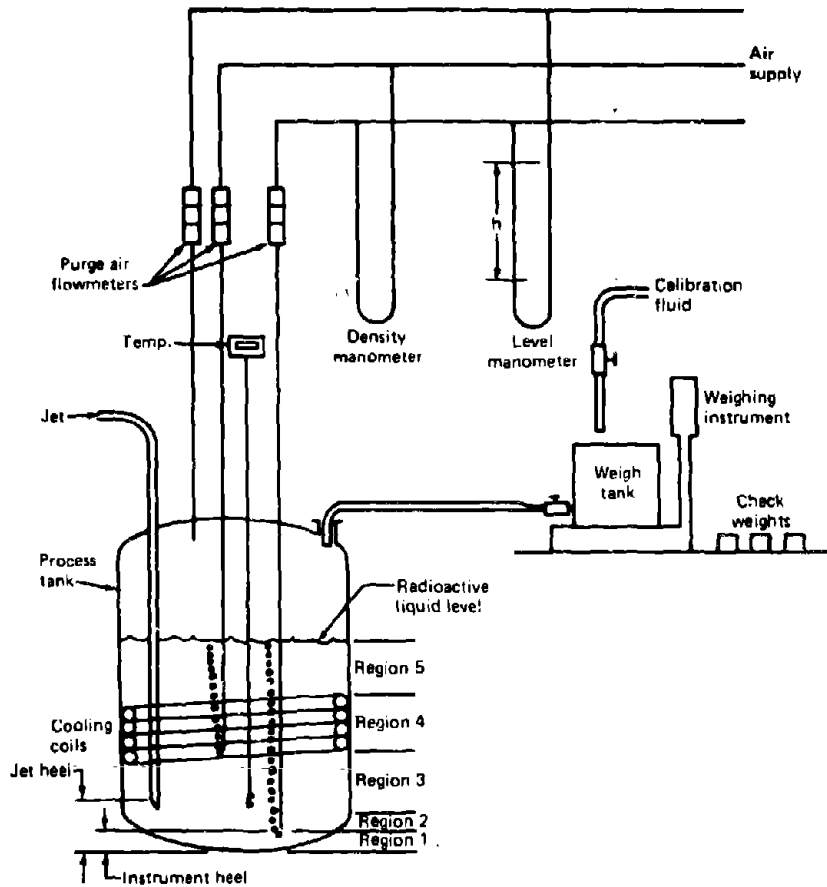 Air
supply
h
Purge air
flowmeters
Calibration
fluid
Temp.
Density
manometer
Level
manometer
Weighing
instrument
Jet
Weigh
tank
Check
weights
Process
tank
Radioactive
liquid level
Region 5
Cooling
coils
Region 4
Jet heel
Region 3
Region 2
Region 1
Instrument heel